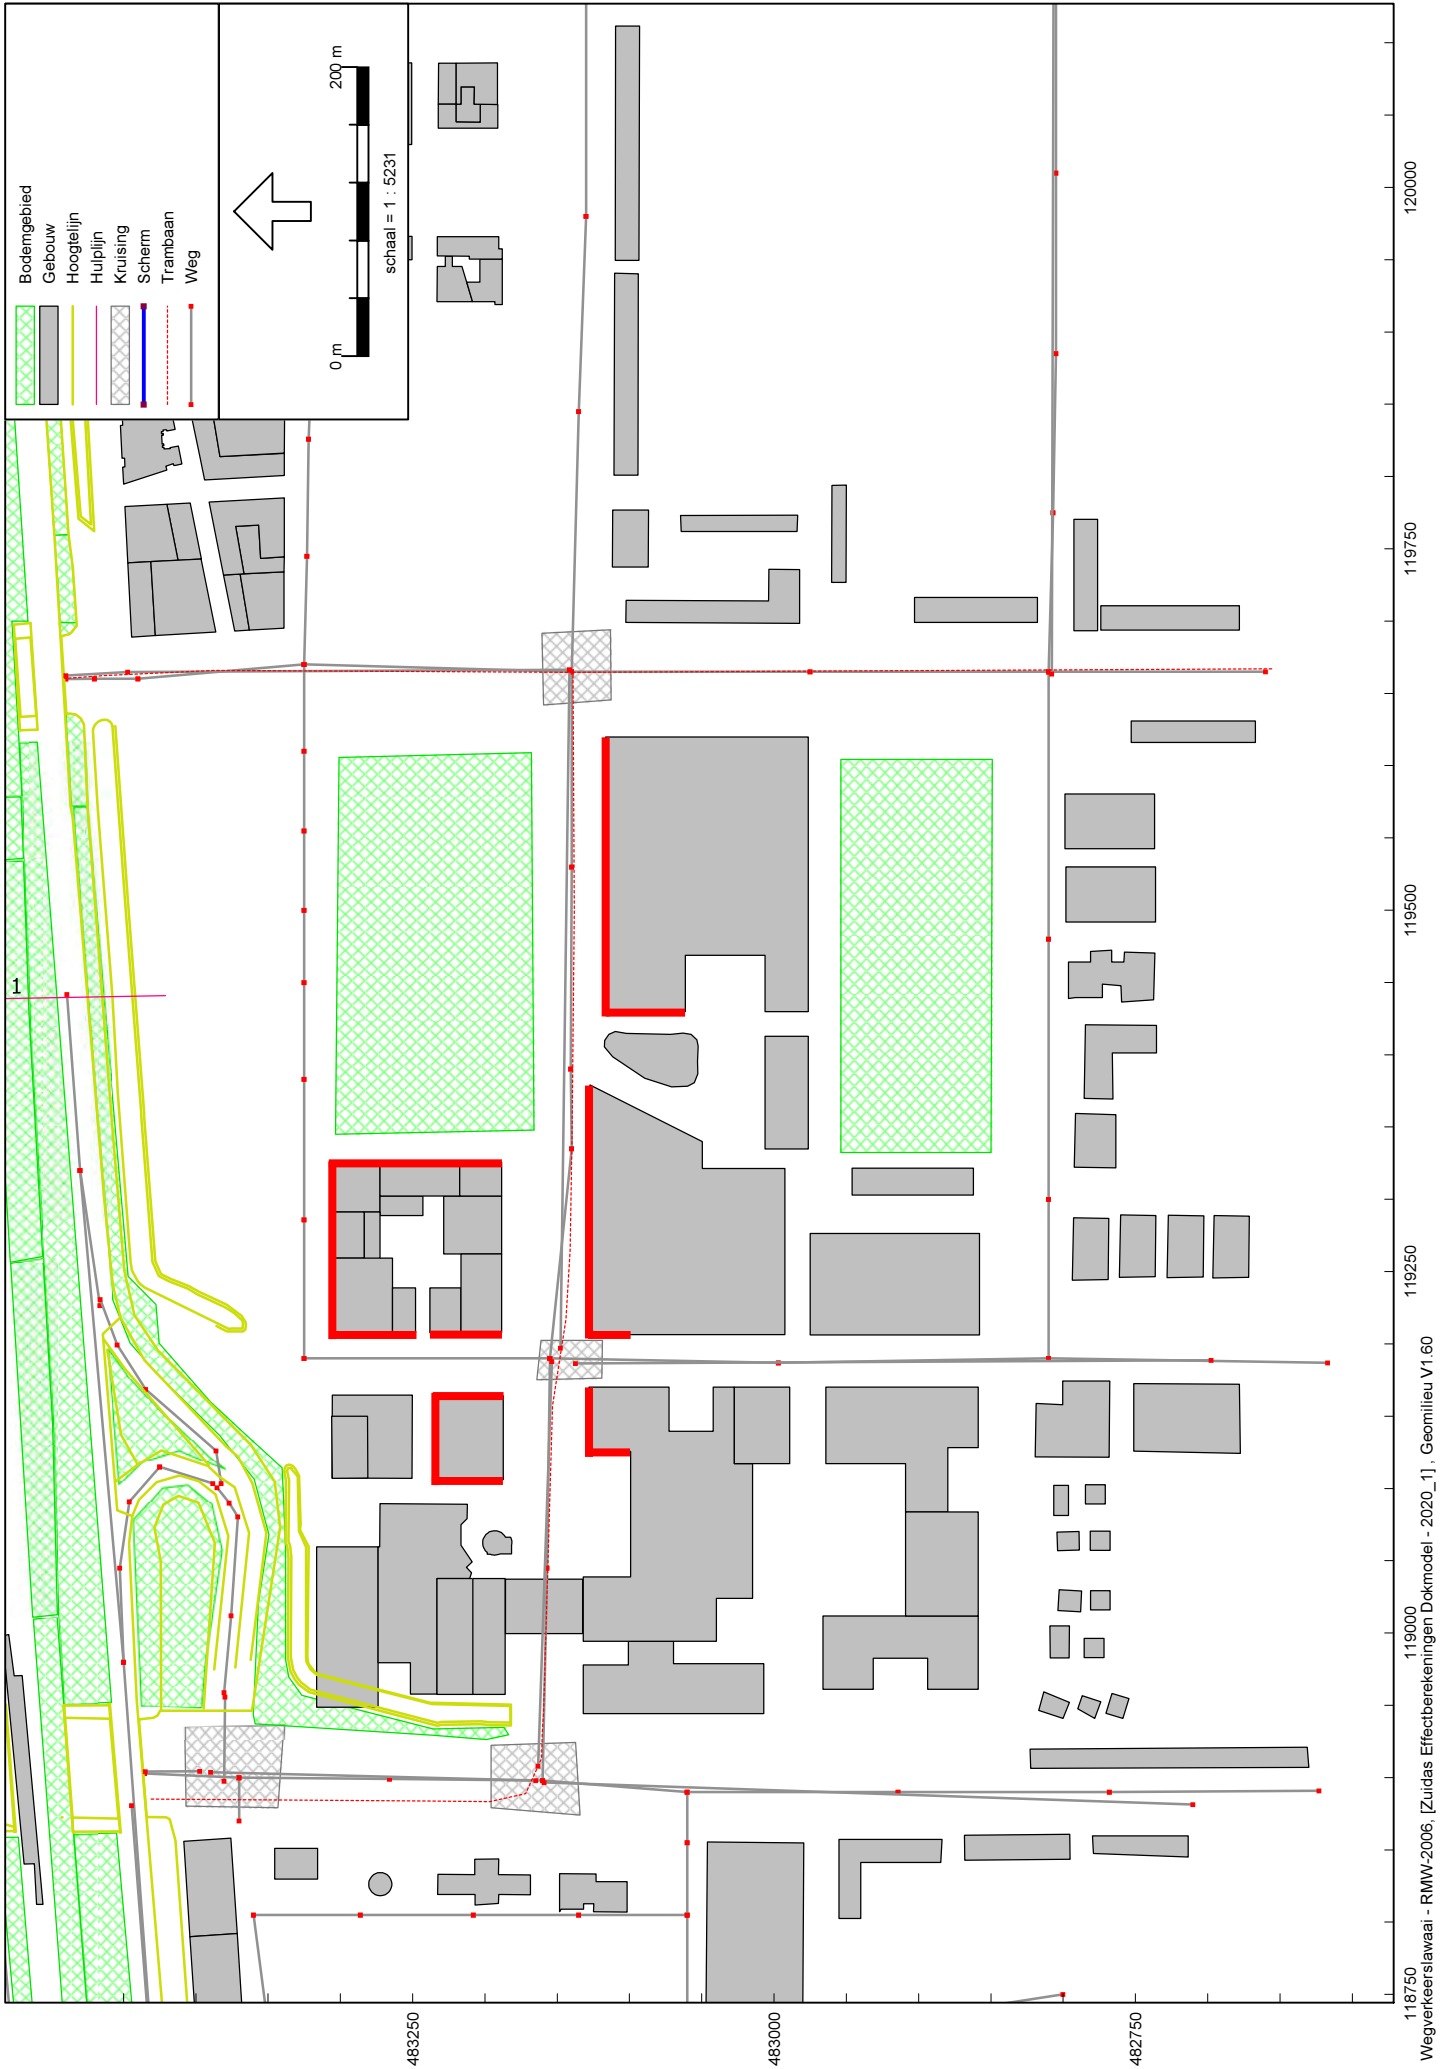 Bodemgebied
Gebouw
Hoogtelijn
Hulplijn
Kruising
Scherm
Trambaan
Weg
0 m
200 m
schaal = 1 : 5231
1
120000
119750
119500
119250
119000
118750
483250
483000
482750
Wegverkeerslawaai - RMW-2006, [Zuidas Effectberekeningen Dokmodel - 2020_1] , Geomilieu V1.60